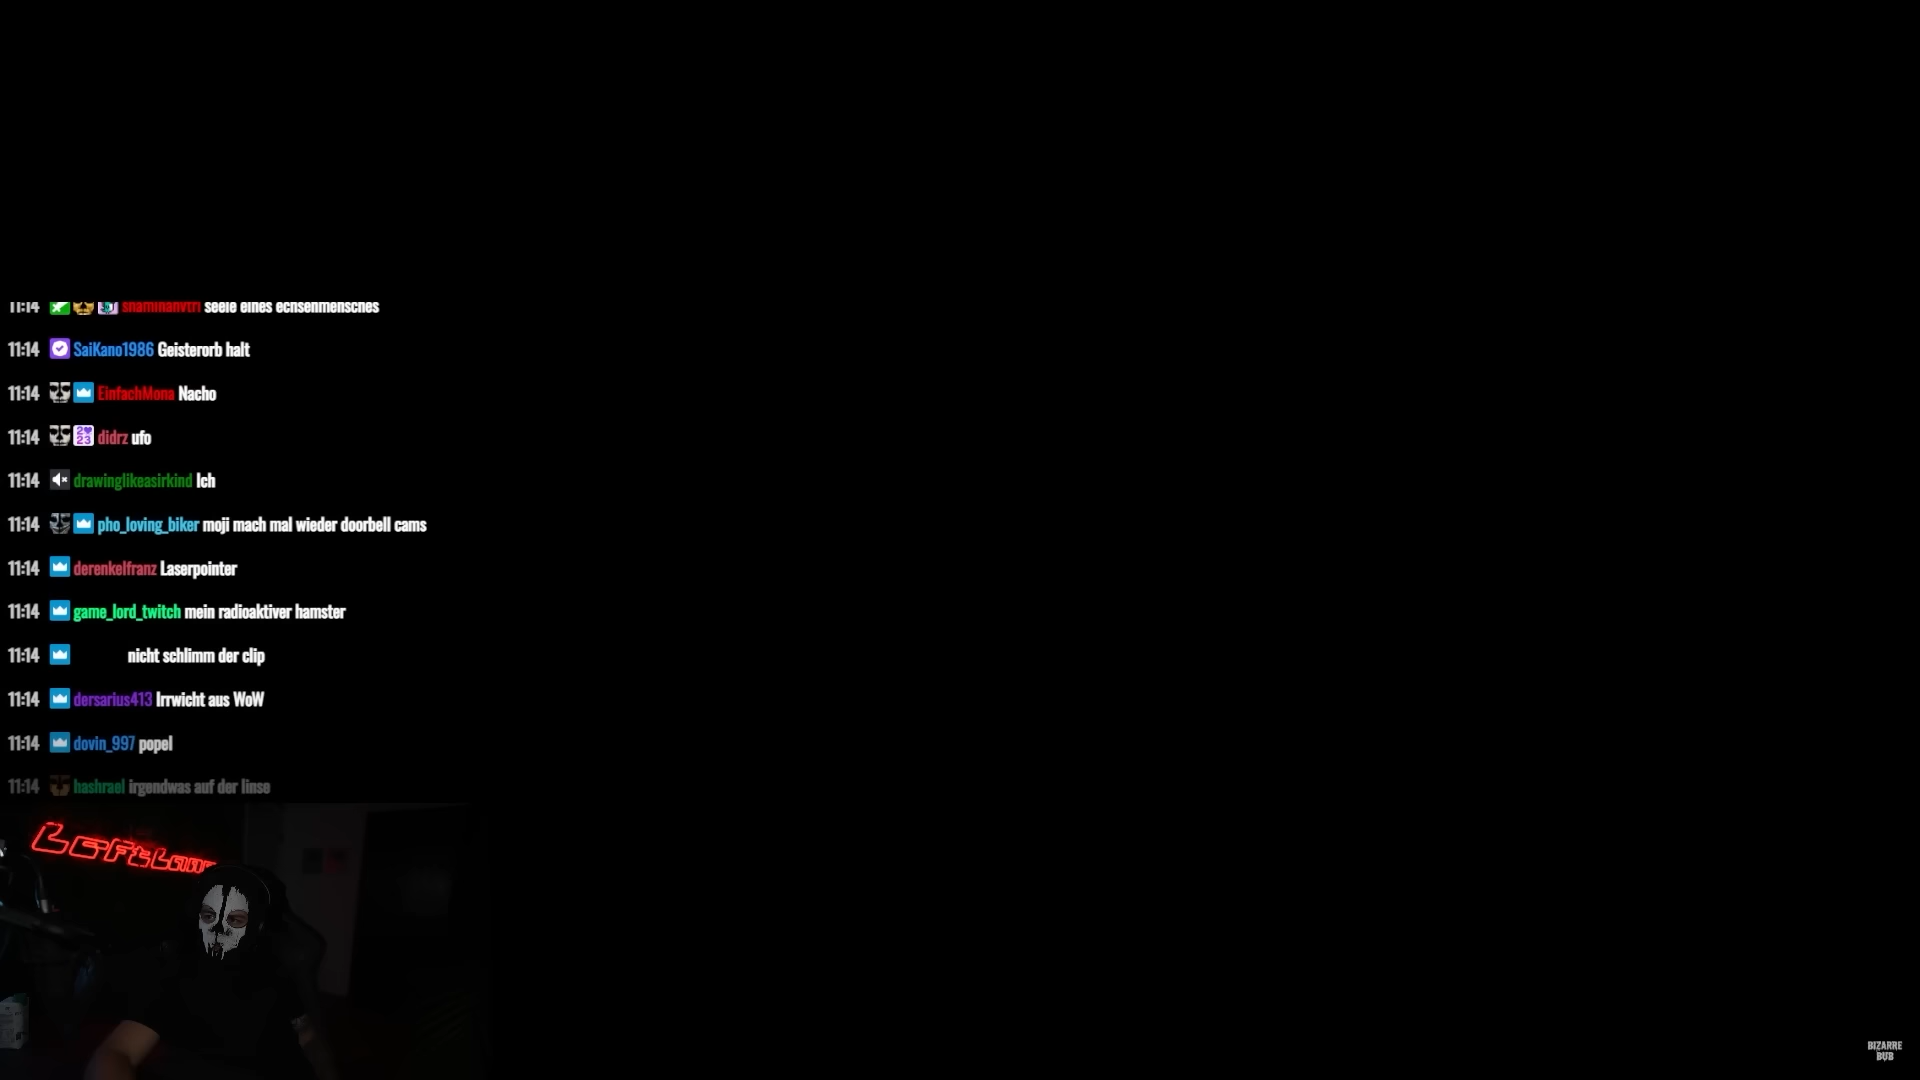 11:14 seele eines echsenmensches
11:14 SaiKano1986 Geisterorb halt
11:14 EinfachMona Nacho
11:14 didrz ufo
11:14 drawinglikeasirkind Ich
11:14 pho_loving_biker moji mach mal wieder doorbell cams
11:14 derenkelfranz Laserpointer
11:14 game_lord_twitch mein radioaktiver hamster
11:14 nicht schlimm der clip
11:14 dersarius413 Irrwicht aus WoW
11:14 dovin_997 popel
11:14 hashrael irgendwas auf der linse
BIZARRE
BUB